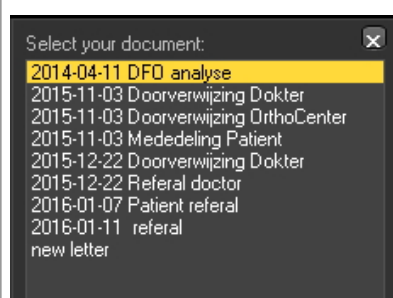 Select your document:
2014-04-11 DFO analyse
2015-11-03 Doorverwijzing Dokter
2015-11-03 Doorverwijzing OrthoCenter
2015-11-03 Mededeling Patient
2015-12-22 Doorverwijzing Dokter
2015-12-22 Referal doctor
2016-01-07 Patient referal
2016-01-11 referal
new letter